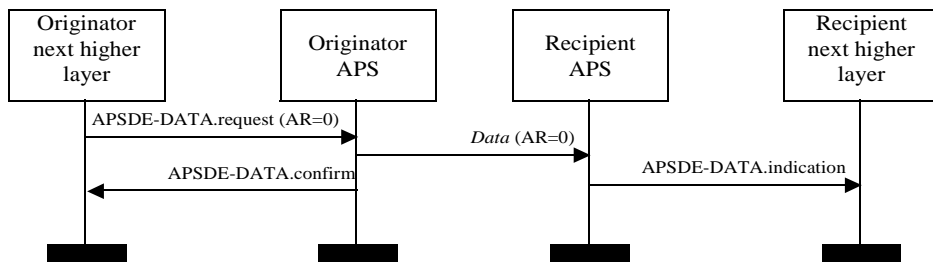 Originator
next higher
layer
Originator
APS
Recipient
APS
Recipient
next higher
layer
APSDE-DATA.request (AR=0)
Data (AR=0)
APSDE-DATA.confirm
APSDE-DATA.indication